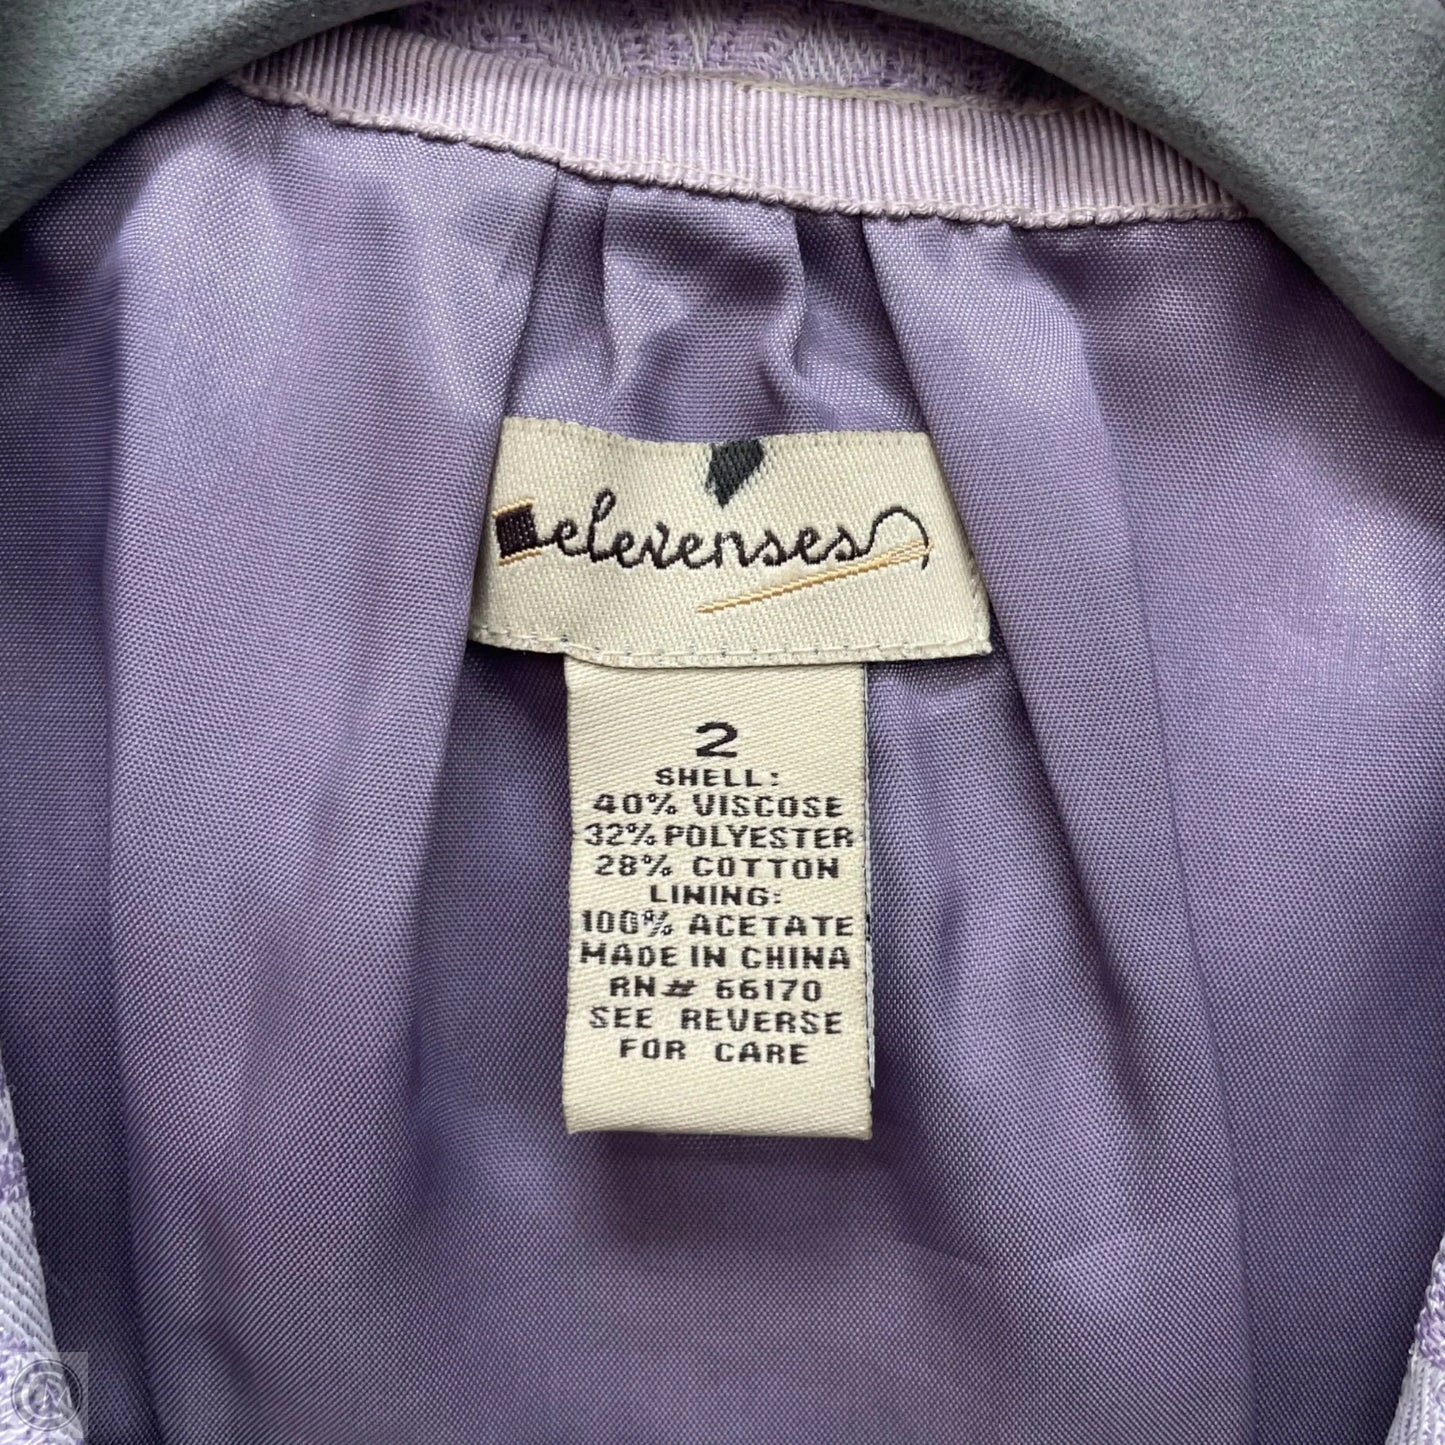 elevenses
2
SHELL:
40% VISCOSE
32% POLYESTER
28% COTTON
LINING:
100% ACETATE
MADE IN CHINA
RN# 66170
SEE REVERSE
FOR CARE